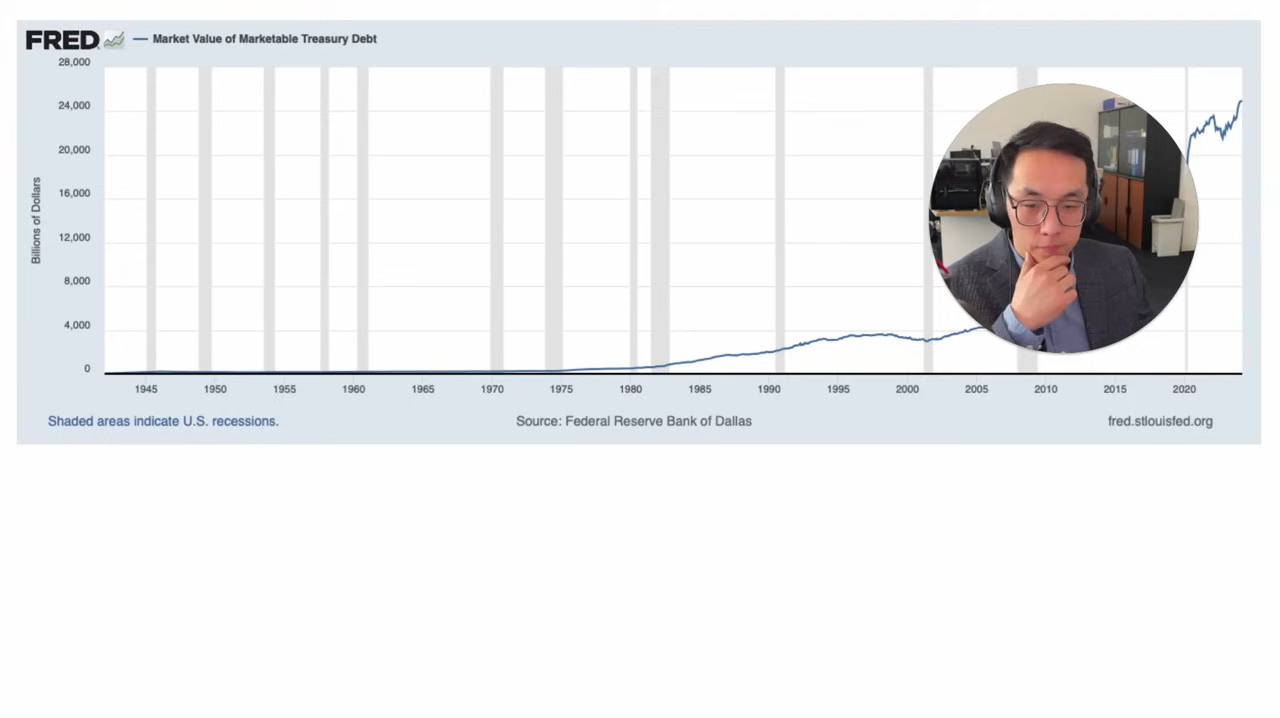 FRED — Market Value of Marketable Treasury Debt
28,000
24,000
20,000
16,000
12,000
8,000
4,000
0
Billions of Dollars
1945 1950 1955 1960 1965 1970 1975 1980 1985 1990 1995 2000 2005 2010 2015 2020
Shaded areas indicate U.S. recessions. Source: Federal Reserve Bank of Dallas fred.stlouisfed.org